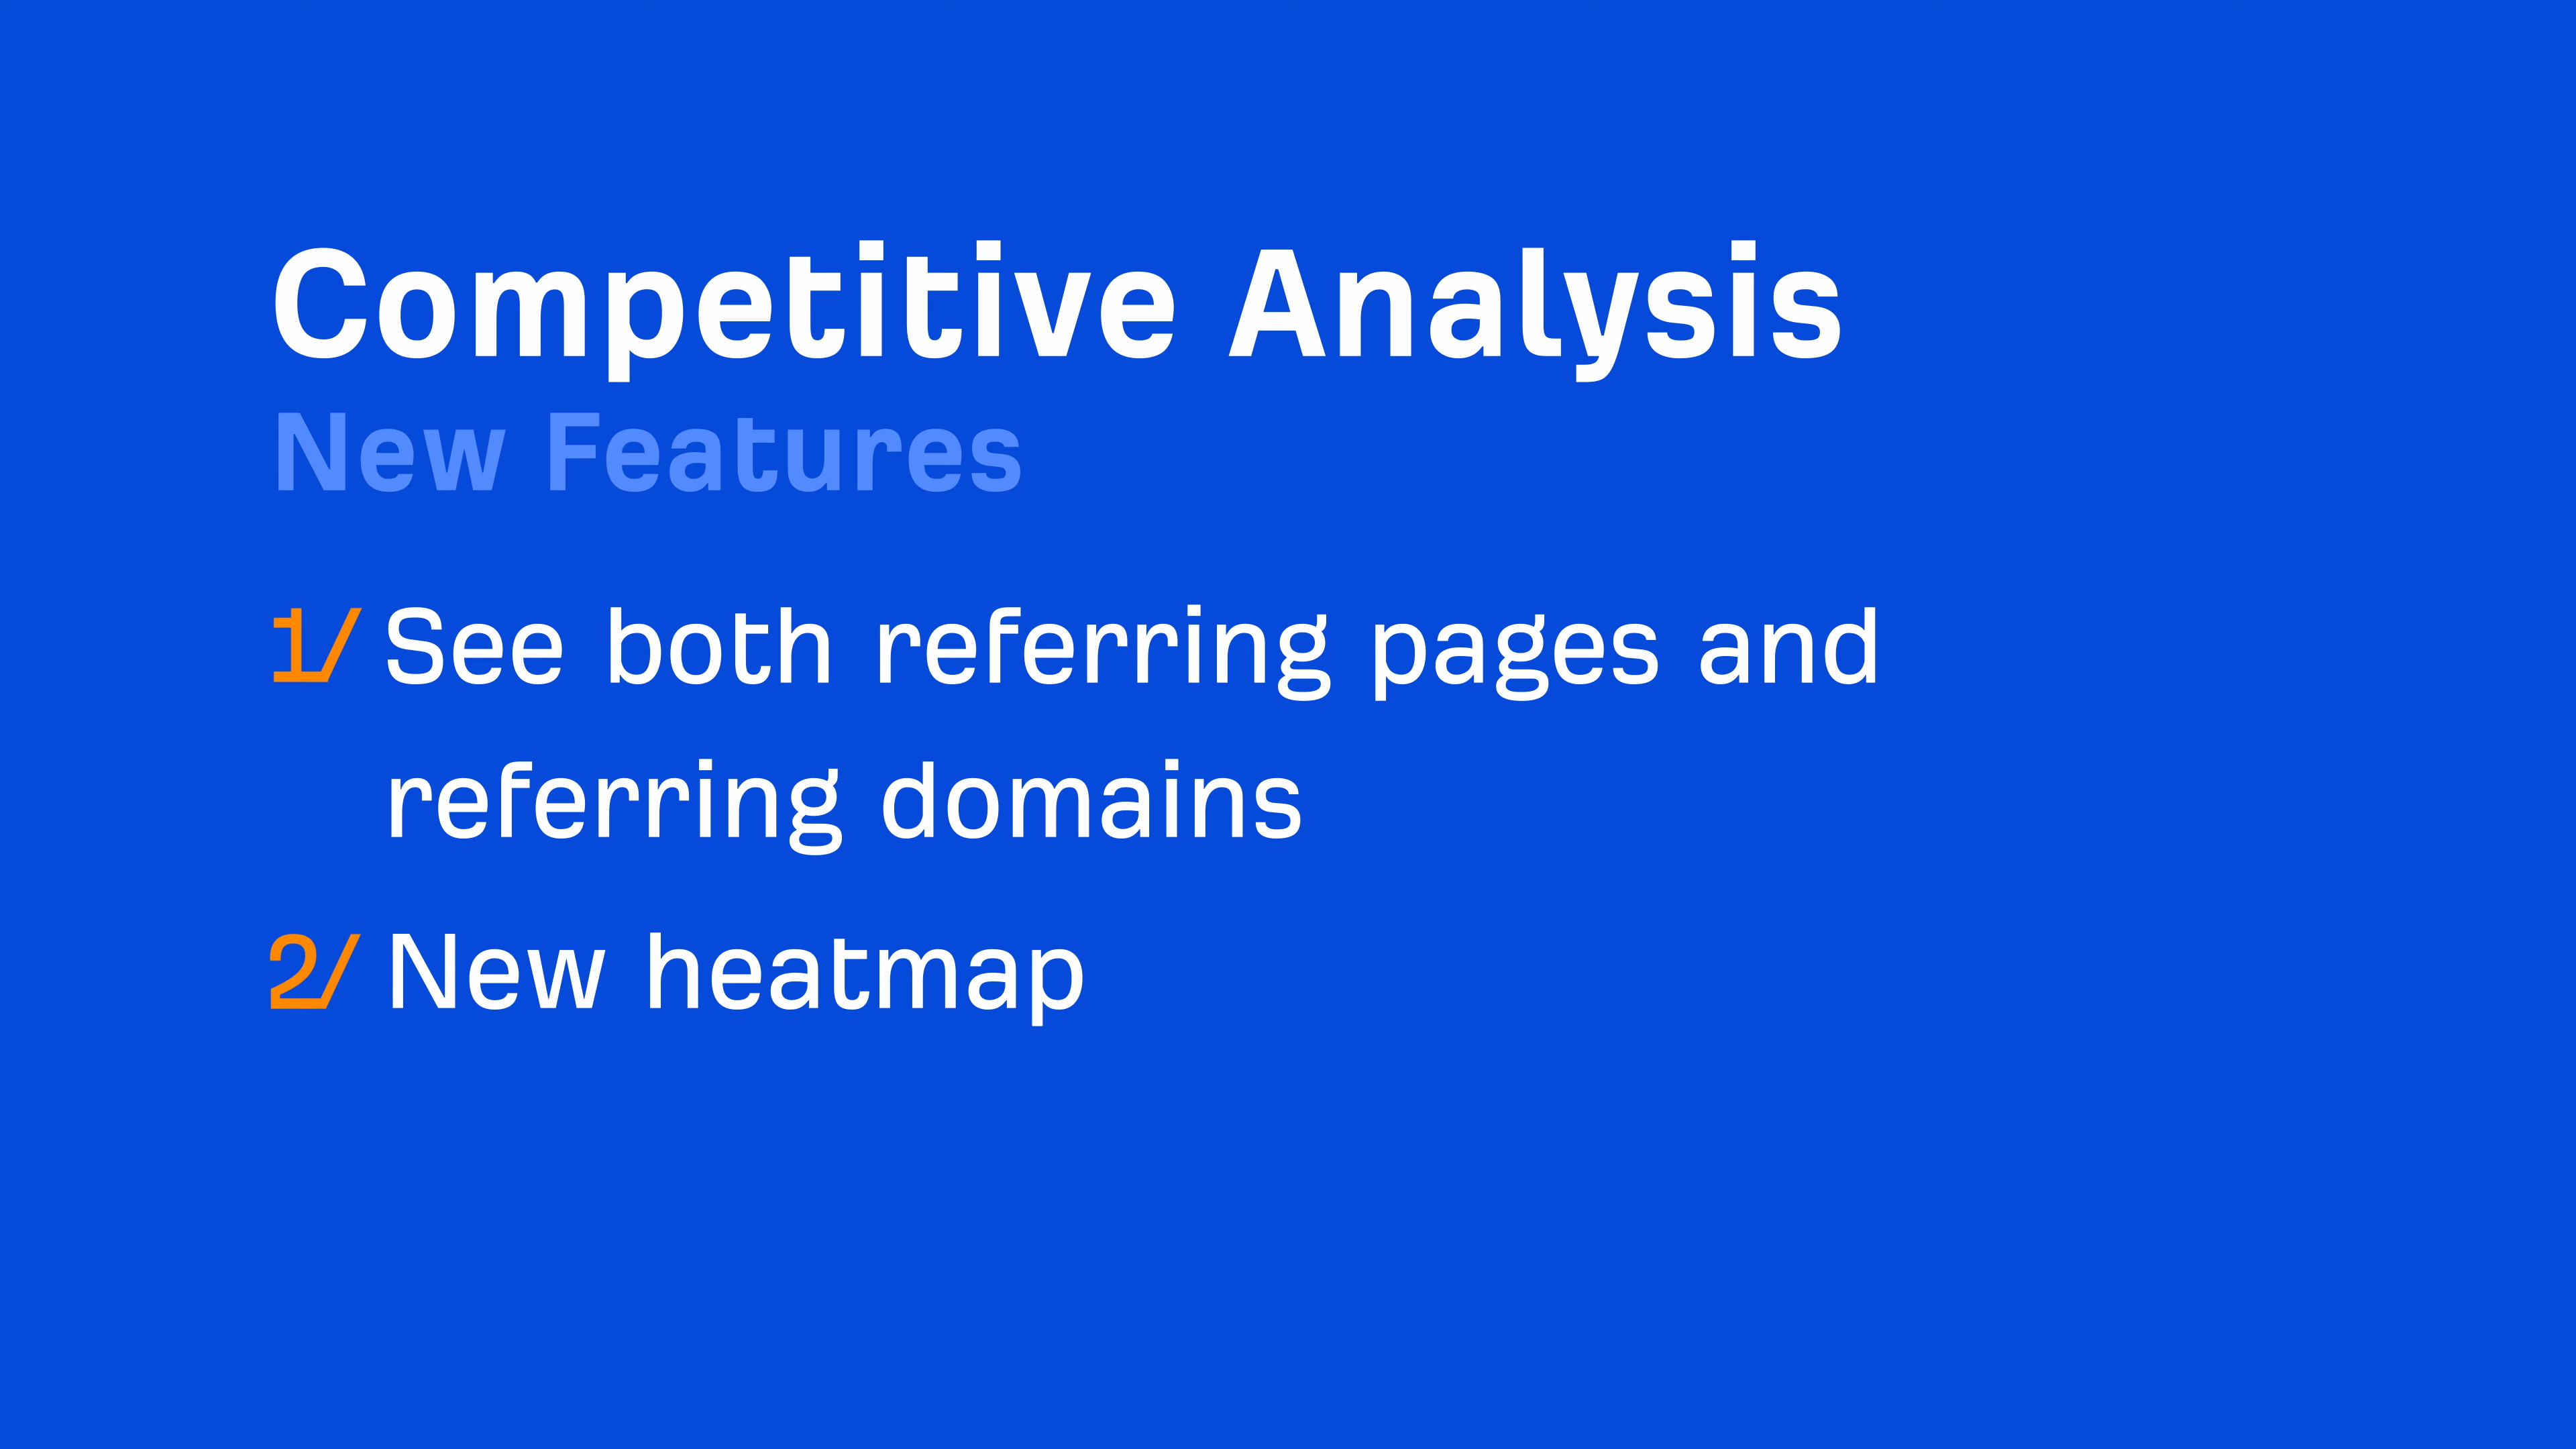 Competitive Analysis
New Features
1/ See both referring pages and
referring domains
2/ New heatmap